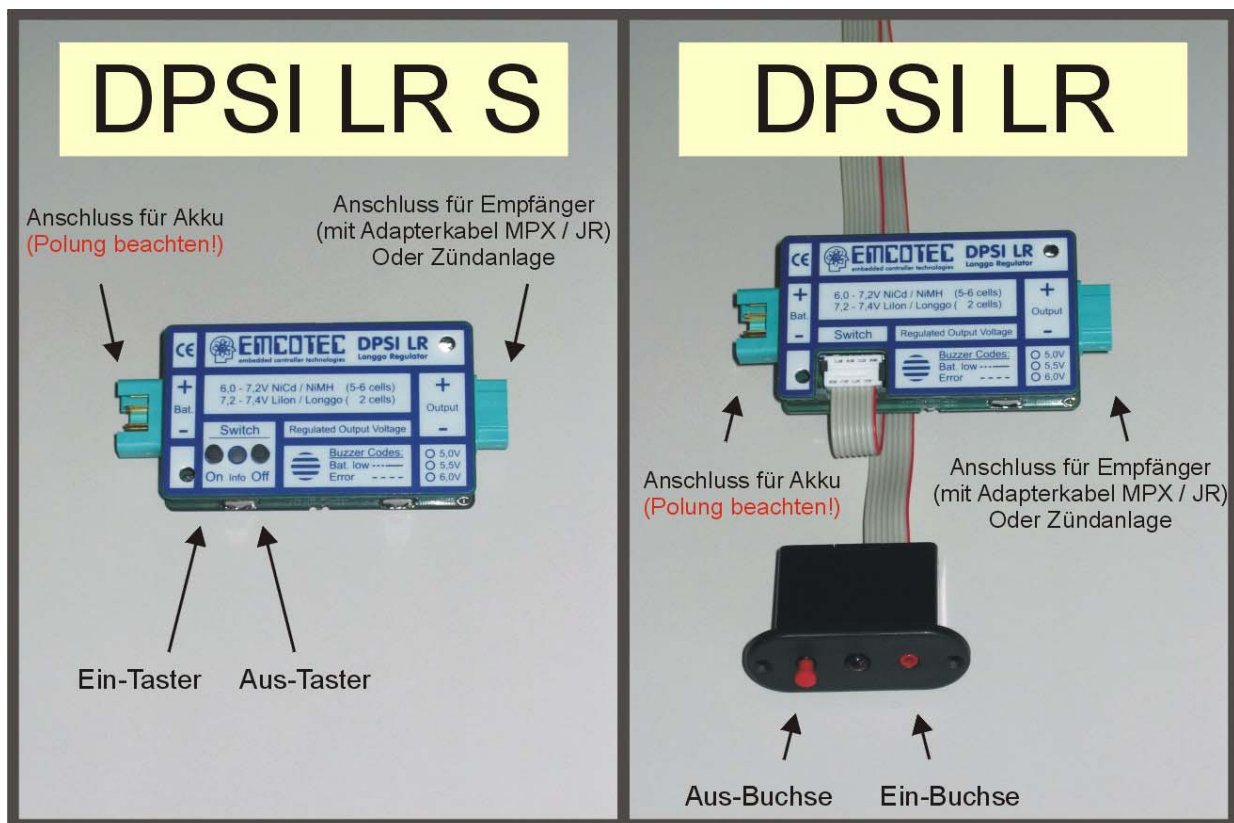 DPSI LR S
Anschluss für Akku
(Polung beachten!)
Anschluss für Empfänger
(mit Adapterkabel MPX / JR)
Oder Zündanlage
CE
EMCOTEC
embedded controller technologies
DPSI LR
Longgo Regulator
+
Bat.
-
6,0 - 7,2V NiCd / NiMH (5-6 cells)
7,2 - 7,4V LiIon / Longgo ( 2 cells)
+
Output
-
Switch
On Info Off
Regulated Output Voltage
Buzzer Codes:
Bat. low
Error
5,0V
5,5V
6,0V
Ein-Taster
Aus-Taster
DPSI LR
CE
EMCOTEC
embedded controller technologies
DPSI LR
Longgo Regulator
+
Bat.
-
6,0 - 7,2V NiCd / NiMH (5-6 cells)
7,2 - 7,4V LiIon / Longgo ( 2 cells)
+
Output
-
Switch
Regulated Output Voltage
Buzzer Codes:
Bat. low
Error
5,0V
5,5V
6,0V
Anschluss für Akku
(Polung beachten!)
Anschluss für Empfänger
(mit Adapterkabel MPX / JR)
Oder Zündanlage
Aus-Buchse
Ein-Buchse